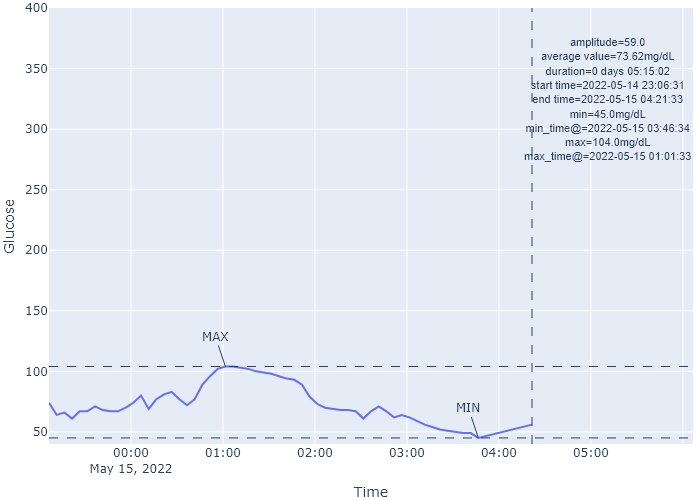 400
350
300
250
200
150
100
50
Glucose
amplitude=59.0
average value=73.62mg/dL
duration=0 days 05:15:02
start time=2022-05-14 23:06:31
end time=2022-05-15 04:21:33
min=45.0mg/dL
min_time@=2022-05-15 03:46:34
max=104.0mg/dL
max_time@=2022-05-15 01:01:33
MAX
MIN
00:00
01:00
02:00
03:00
04:00
05:00
May 15, 2022
Time